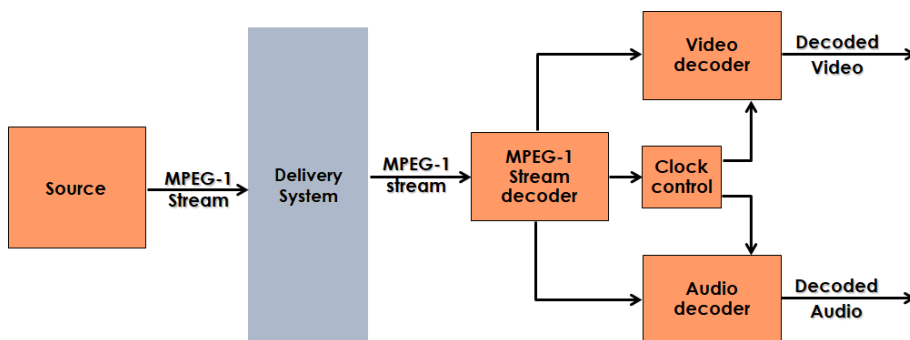 Source
MPEG-1
Stream
Delivery
System
MPEG-1
stream
MPEG-1
Stream
decoder
Video
decoder
Decoded
Video
Clock
control
Audio
decoder
Decoded
Audio